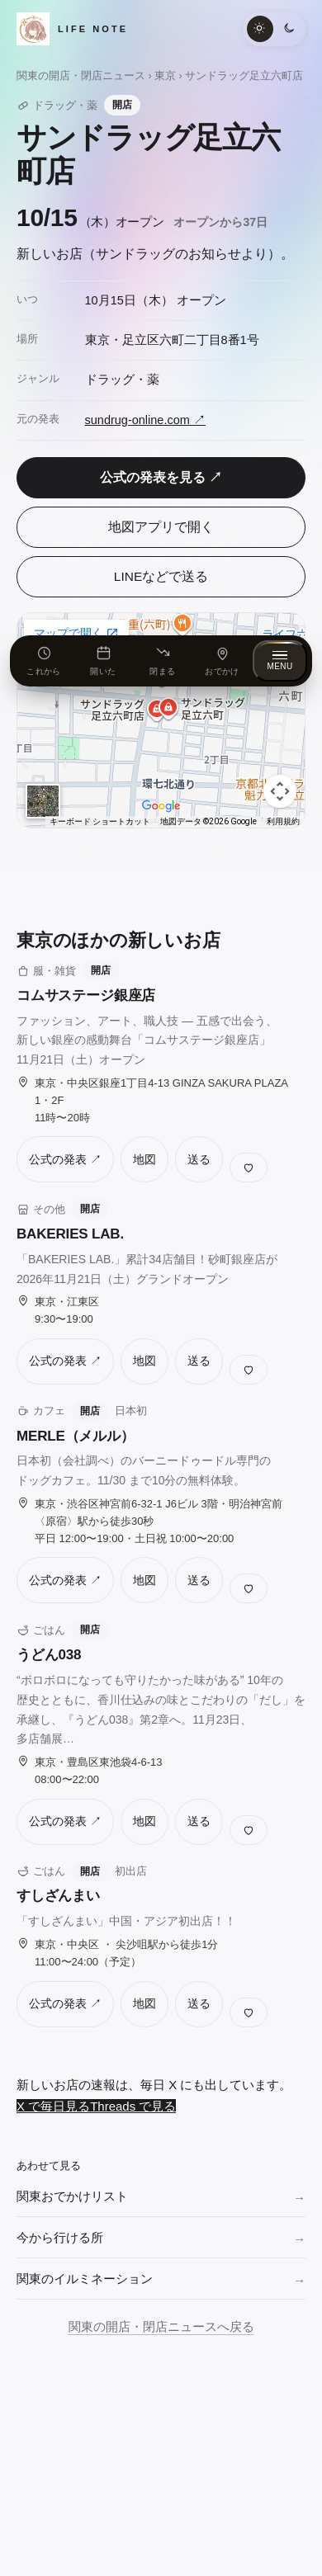 LIFE NOTE
関東の開店・閉店ニュース › 東京 › サンドラッグ足立六町店
ドラッグ・薬 開店
サンドラッグ足立六
町店
10/15（木）オープン オープンから37日
新しいお店（サンドラッグのお知らせより）。
いつ 10月15日（木） オープン
場所 東京・足立区六町二丁目8番1号
ジャンル ドラッグ・薬
元の発表 sundrug-online.com ↗
公式の発表を見る ↗
地図アプリで開く
LINEなどで送る
マップで開く
これから 開いた 閉まる おでかけ MENU
サンドラッグ
足立六町店
サンドラッグ
足立六町
六町
2丁目
環七北通り
Google
キーボード ショートカット 地図データ ©2026 Google 利用規約
東京のほかの新しいお店
服・雑貨 開店
コムサステージ銀座店
ファッション、アート、職人技 — 五感で出会う、
新しい銀座の感動舞台「コムサステージ銀座店」
11月21日（土）オープン
東京・中央区銀座1丁目4-13 GINZA SAKURA PLAZA
1・2F
11時〜20時
公式の発表 ↗ 地図 送る
その他 開店
BAKERIES LAB.
「BAKERIES LAB.」累計34店舗目！砂町銀座店が
2026年11月21日（土）グランドオープン
東京・江東区
9:30〜19:00
公式の発表 ↗ 地図 送る
カフェ 開店 日本初
MERLE（メルル）
日本初（会社調べ）のバーニードゥードル専門の
ドッグカフェ。11/30 まで10分の無料体験。
東京・渋谷区神宮前6-32-1 J6ビル 3階・明治神宮前
〈原宿〉駅から徒歩30秒
平日 12:00〜19:00・土日祝 10:00〜20:00
公式の発表 ↗ 地図 送る
ごはん 開店
うどん038
“ボロボロになっても守りたかった味がある” 10年の
歴史とともに、香川仕込みの味とこだわりの「だし」を
承継し、『うどん038』第2章へ。11月23日、
多店舗展…
東京・豊島区東池袋4-6-13
08:00〜22:00
公式の発表 ↗ 地図 送る
ごはん 開店 初出店
すしざんまい
「すしざんまい」中国・アジア初出店！！
東京・中央区 ・ 尖沙咀駅から徒歩1分
11:00〜24:00（予定）
公式の発表 ↗ 地図 送る
新しいお店の速報は、毎日 X にも出しています。
X で毎日見るThreads で見る
あわせて見る
関東おでかけリスト →
今から行ける所 →
関東のイルミネーション →
関東の開店・閉店ニュースへ戻る